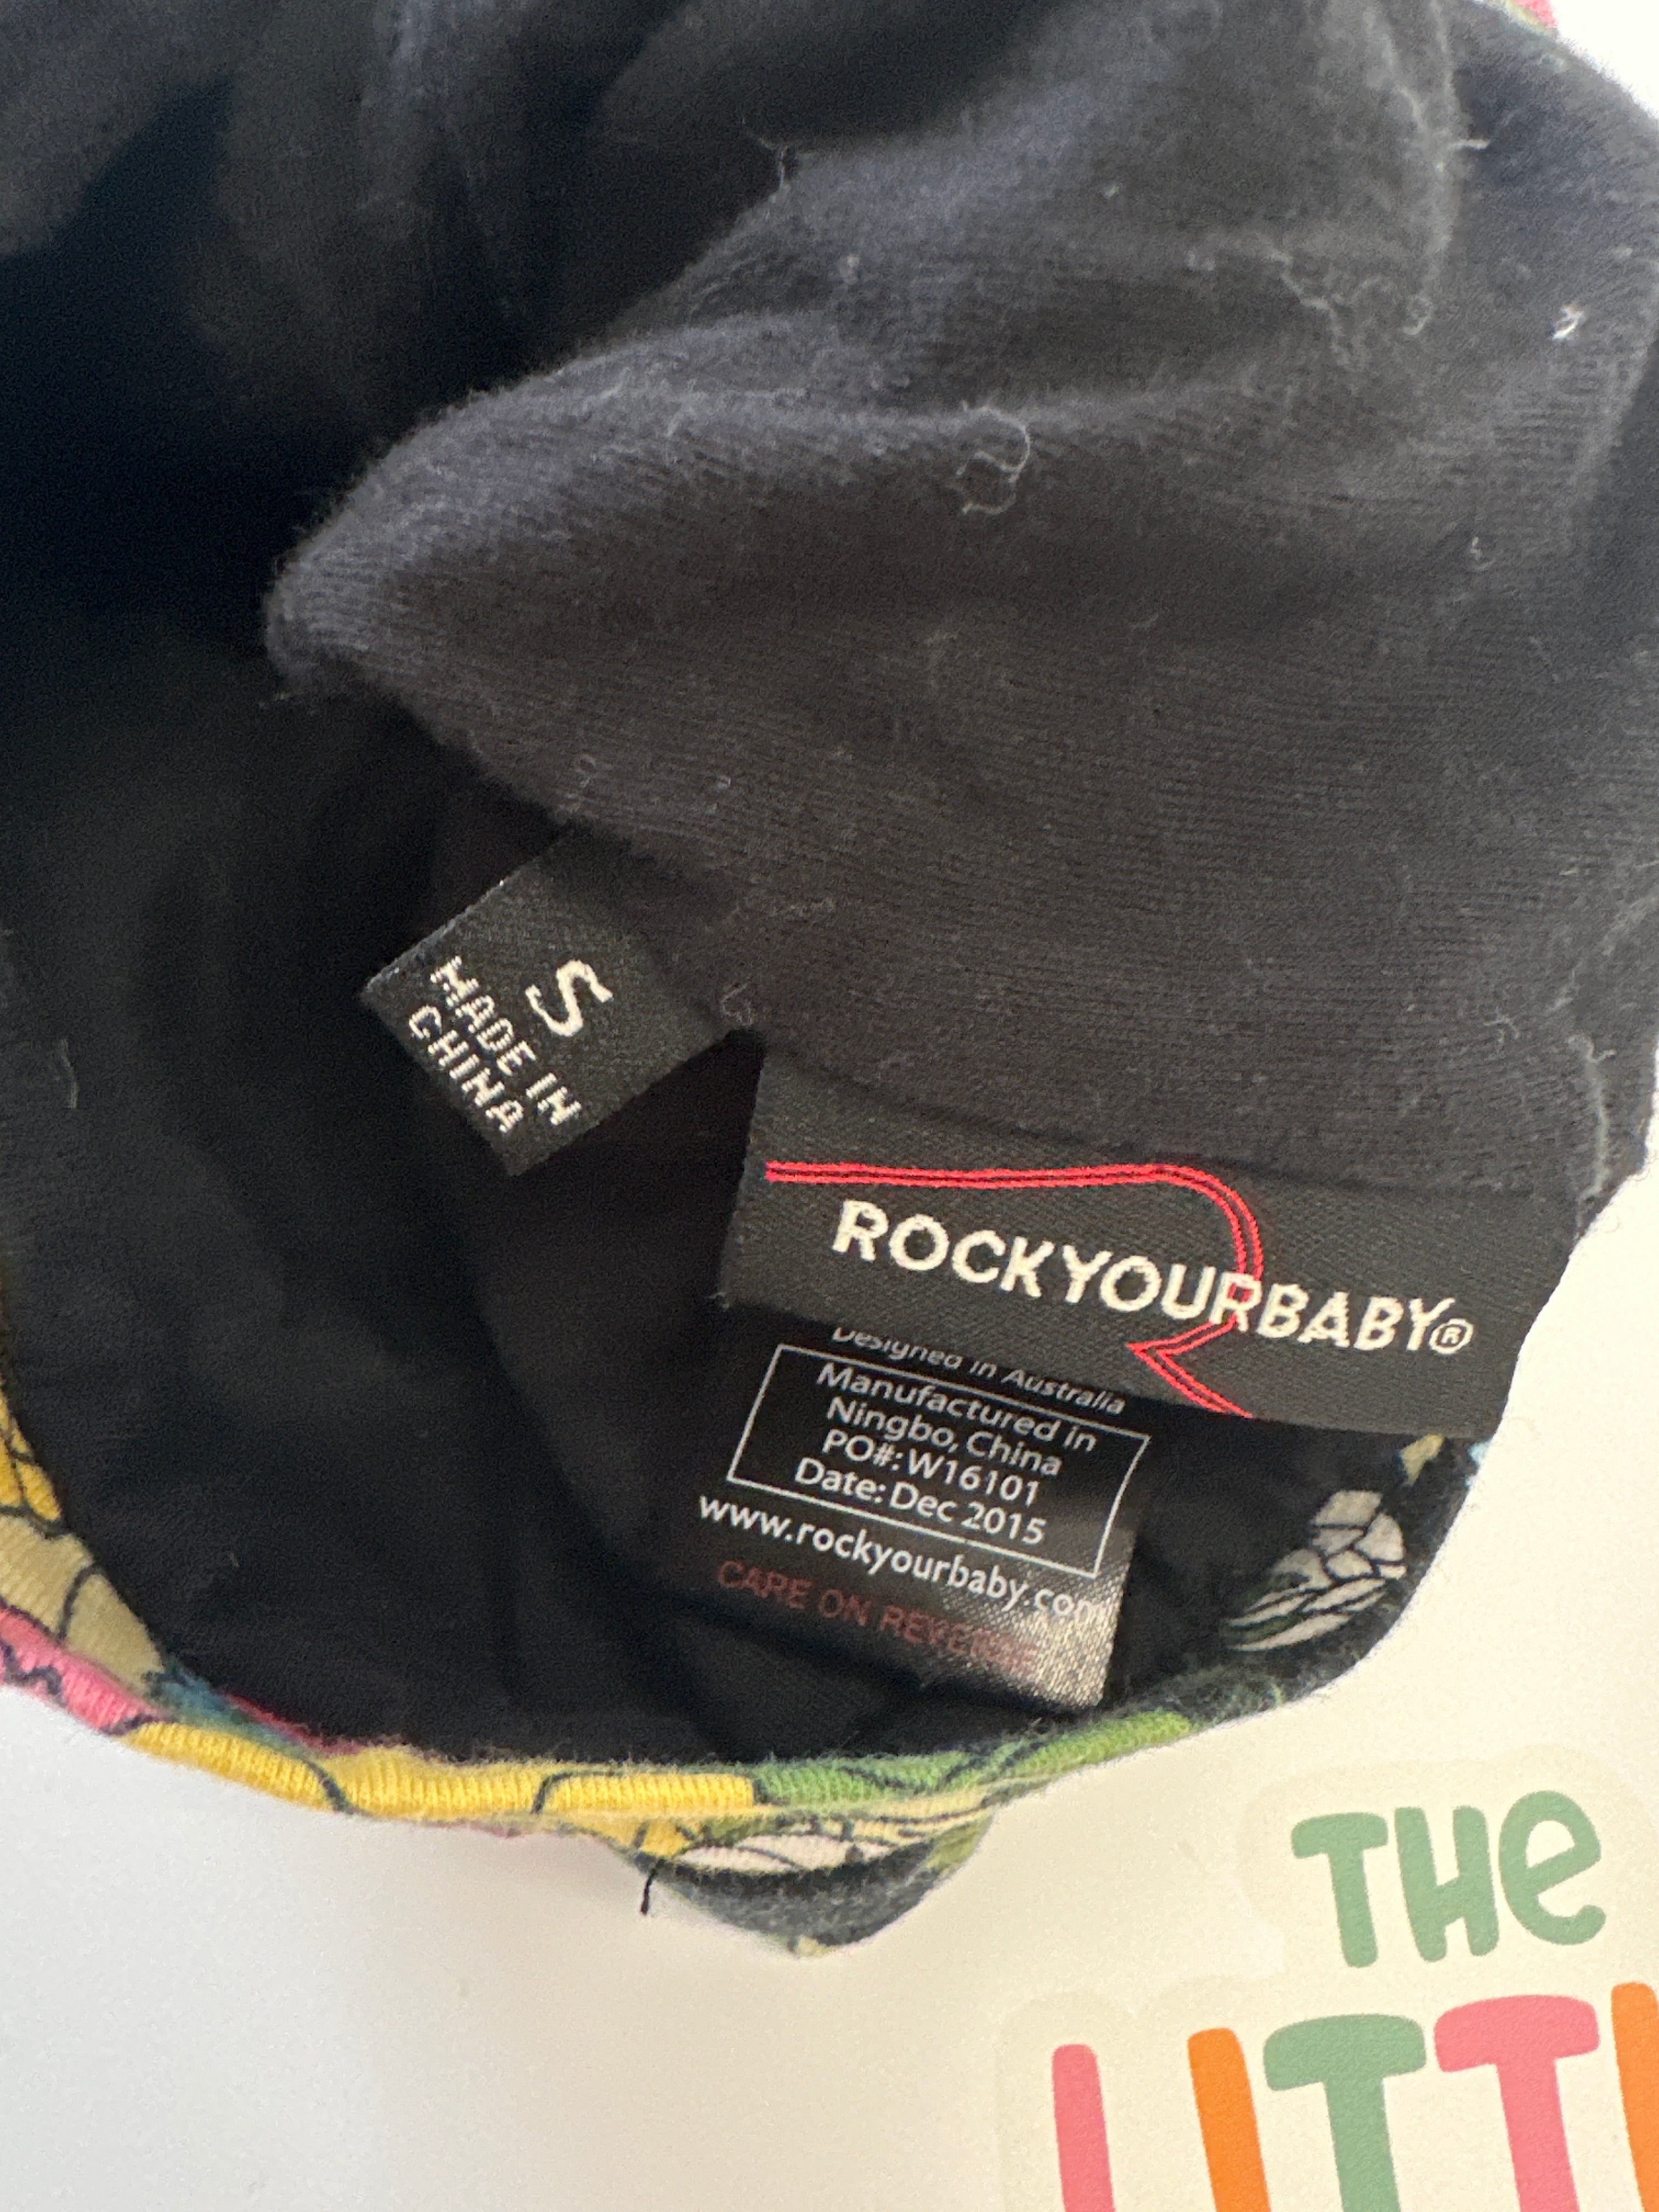 S
MADE IN
CHINA
ROCKYOURBABY®
Designed in Australia
Manufactured in
Ningbo, China
PO#: W16101
Date: Dec 2015
www.rockyourbaby.com
CARE ON REVERSE
THE